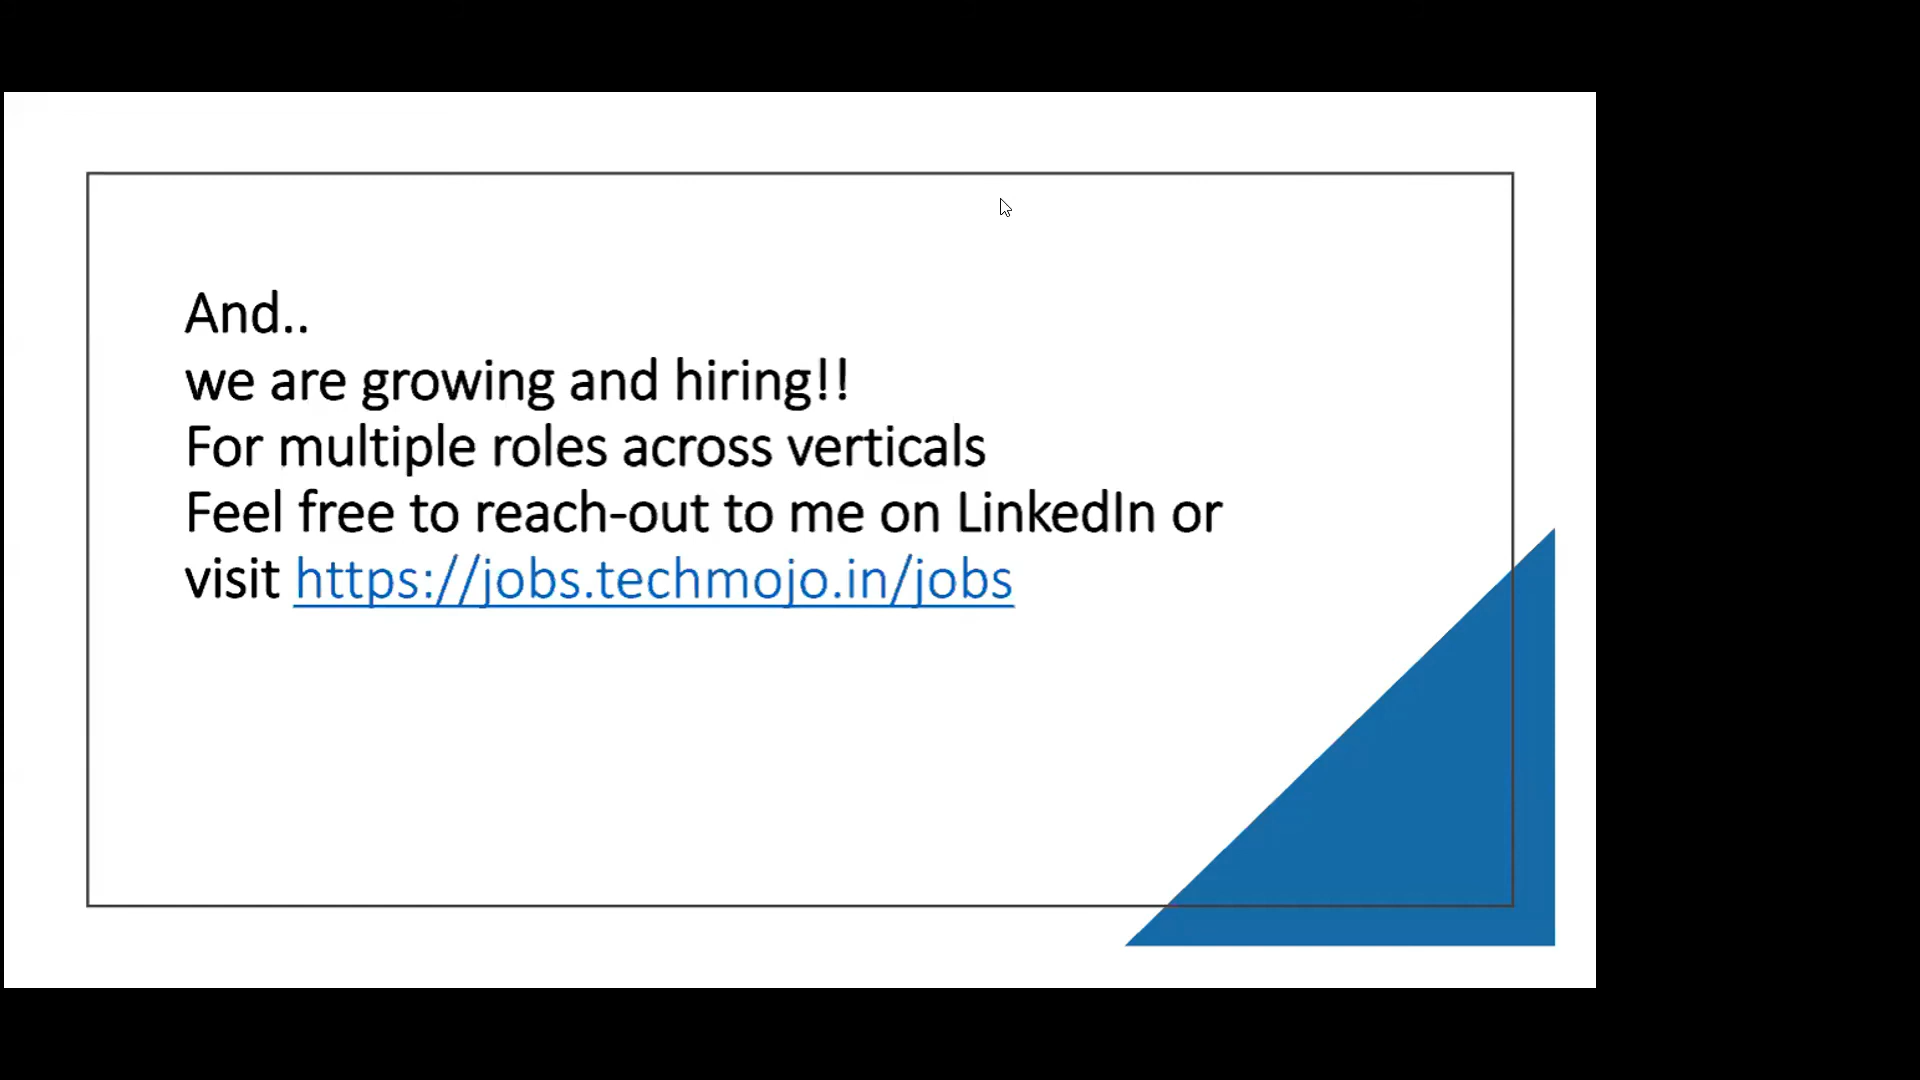 And..
we are growing and hiring!!
For multiple roles across verticals
Feel free to reach-out to me on LinkedIn or
visit https://jobs.techmojo.in/jobs